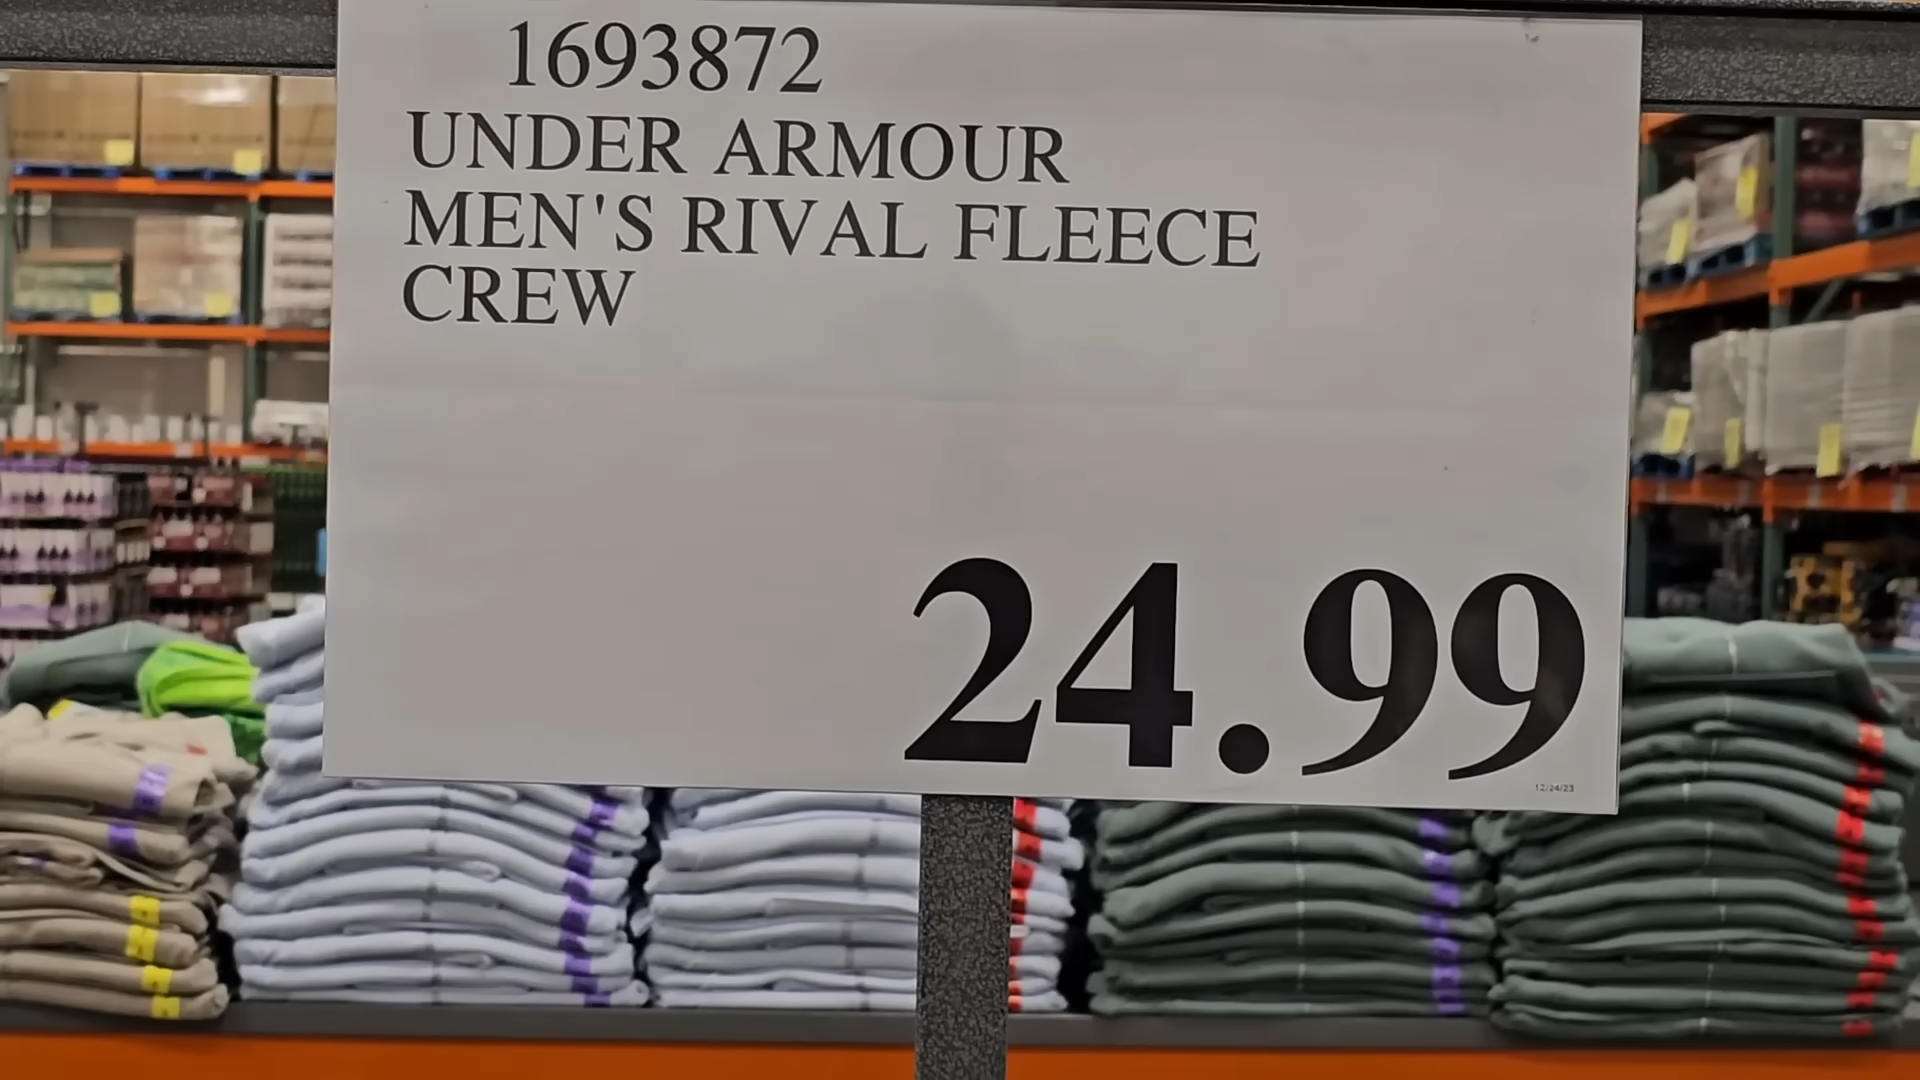 1693872
UNDER ARMOUR
MEN'S RIVAL FLEECE
CREW
24.99
12/24/23